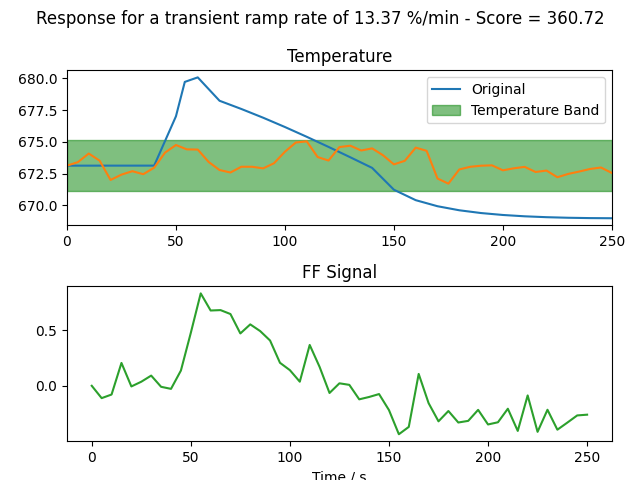 Response for a transient ramp rate of 13.37 %/min - Score = 360.72
Temperature
680.0
677.5
675.0
672.5
670.0
Original
Temperature Band
0 50 100 150 200 250
FF Signal
0.5
0.0
0 50 100 150 200 250
Time / s